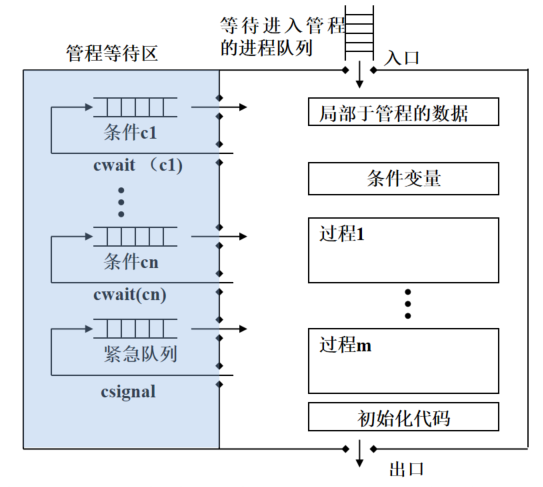 等待进入管程
的进程队列
管程等待区
入口
局部于管程的数据
条件c1
cwait （c1)
条件变量
过程1
条件cn
cwait(cn)
紧急队列
过程m
csignal
初始化代码
出口